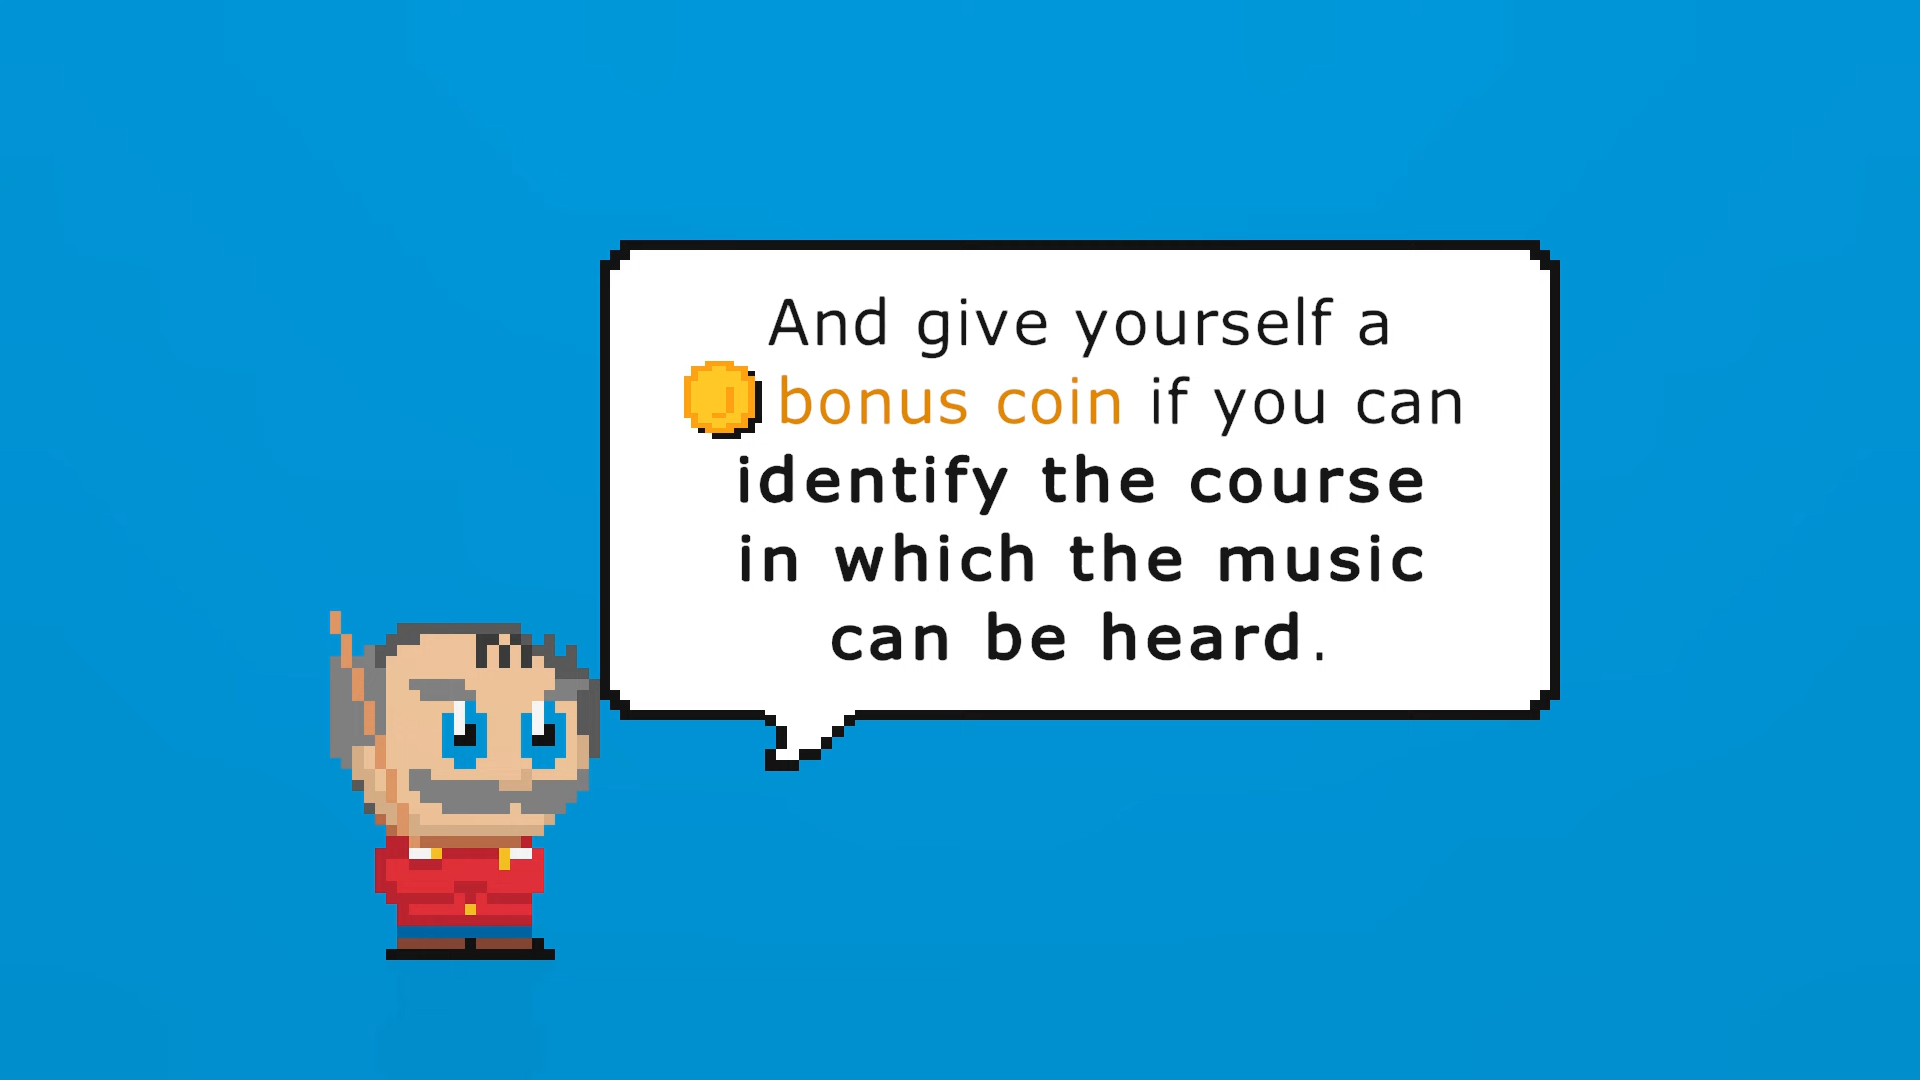 And give yourself a
bonus coin if you can
identify the course
in which the music
can be heard.